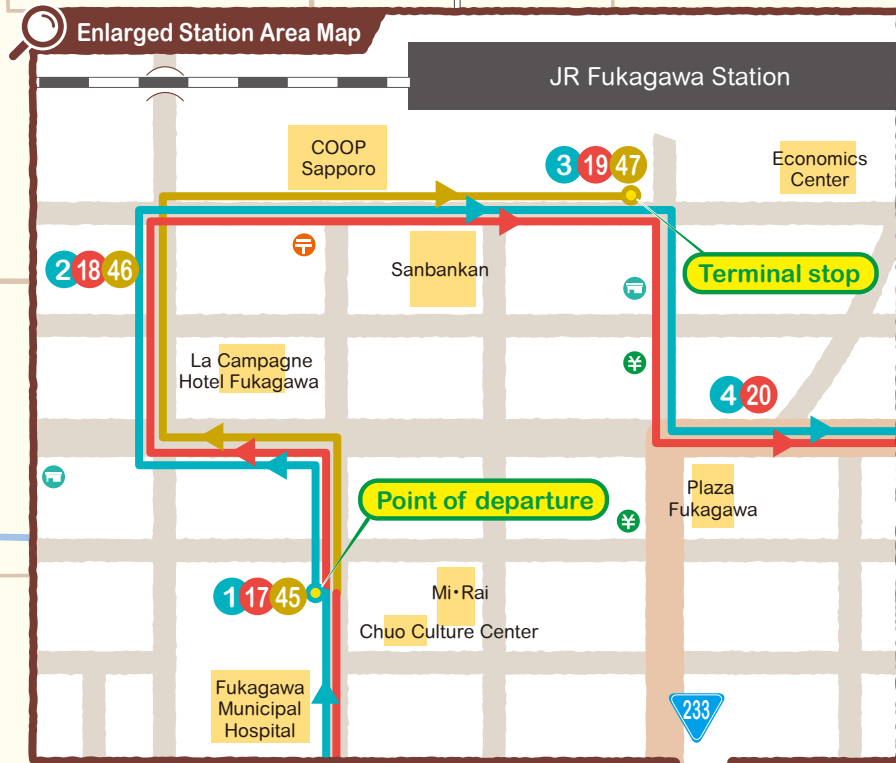 Enlarged Station Area Map
JR Fukagawa Station
COOP
Sapporo
3 19 47
Economics
Center
2 18 46
〒
Sanbankan
Terminal stop
La Campagne
Hotel Fukagawa
¥
4 20
Point of departure
Plaza
Fukagawa
¥
1 17 45
Mi・Rai
Chuo Culture Center
Fukagawa
Municipal
Hospital
233